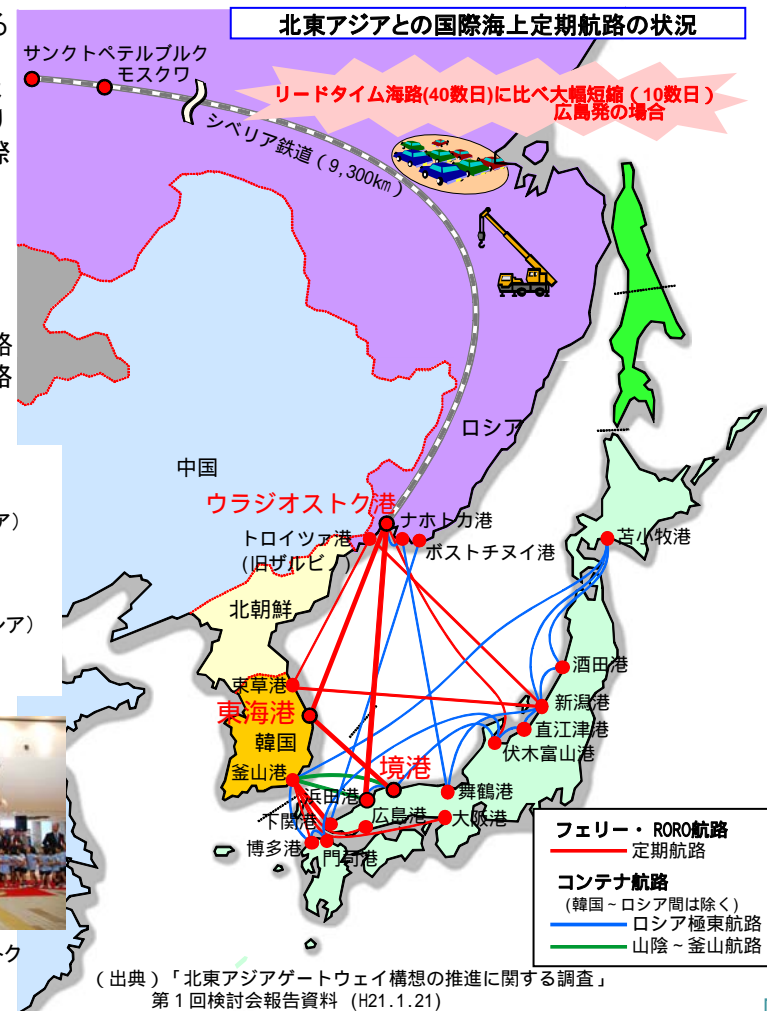 北東アジアとの国際海上定期航路の状況
る
サンクトペテルブルク
モスクワ
リードタイム海路(40数日)に比べ大幅短縮(10数日)
広島発の場合
際
シベリア鉄道(9,300㎞)
路
路
ロシア
中国
ウラジオストク港
ナホトカ港
トロイツァ港
(旧ザルビノ)
ボストチヌイ港
苫小牧港
ア)
北朝鮮
シア)
酒田港
束草港
新潟港
東海港
直江津港
韓国
伏木富山港
釜山港
境港
浜田港
舞鶴港
下関港
広島港
大阪港
博多港
門司港
フェリー・ RORO航路
定期航路
コンテナ航路
(韓国~ロシア間は除く)
ロシア極東航路
山陰~釜山航路
ク
(出典)「北東アジアゲートウェイ構想の推進に関する調査」
第1回検討会報告資料 (H21.1.21)